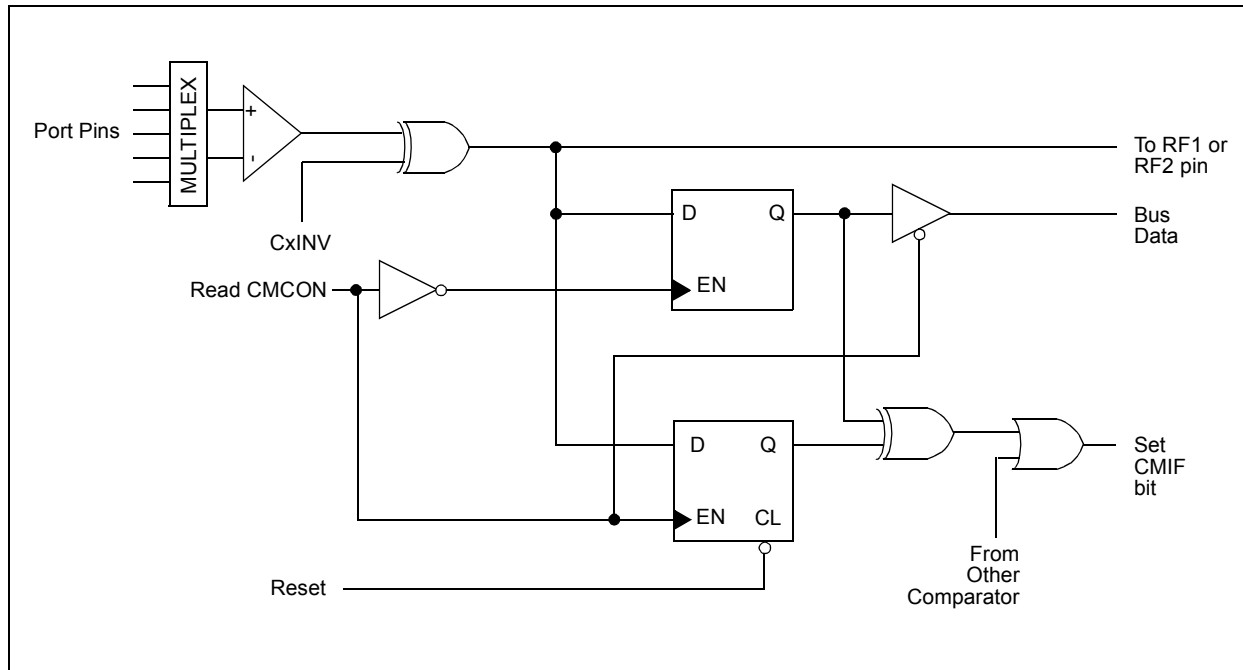 MULTIPLEX
Port Pins
+
-
CxINV
To RF1 or
RF2 pin
D
Q
EN
Bus
Data
Read CMCON
D
Q
EN
CL
Set
CMIF
bit
From
Other
Comparator
Reset